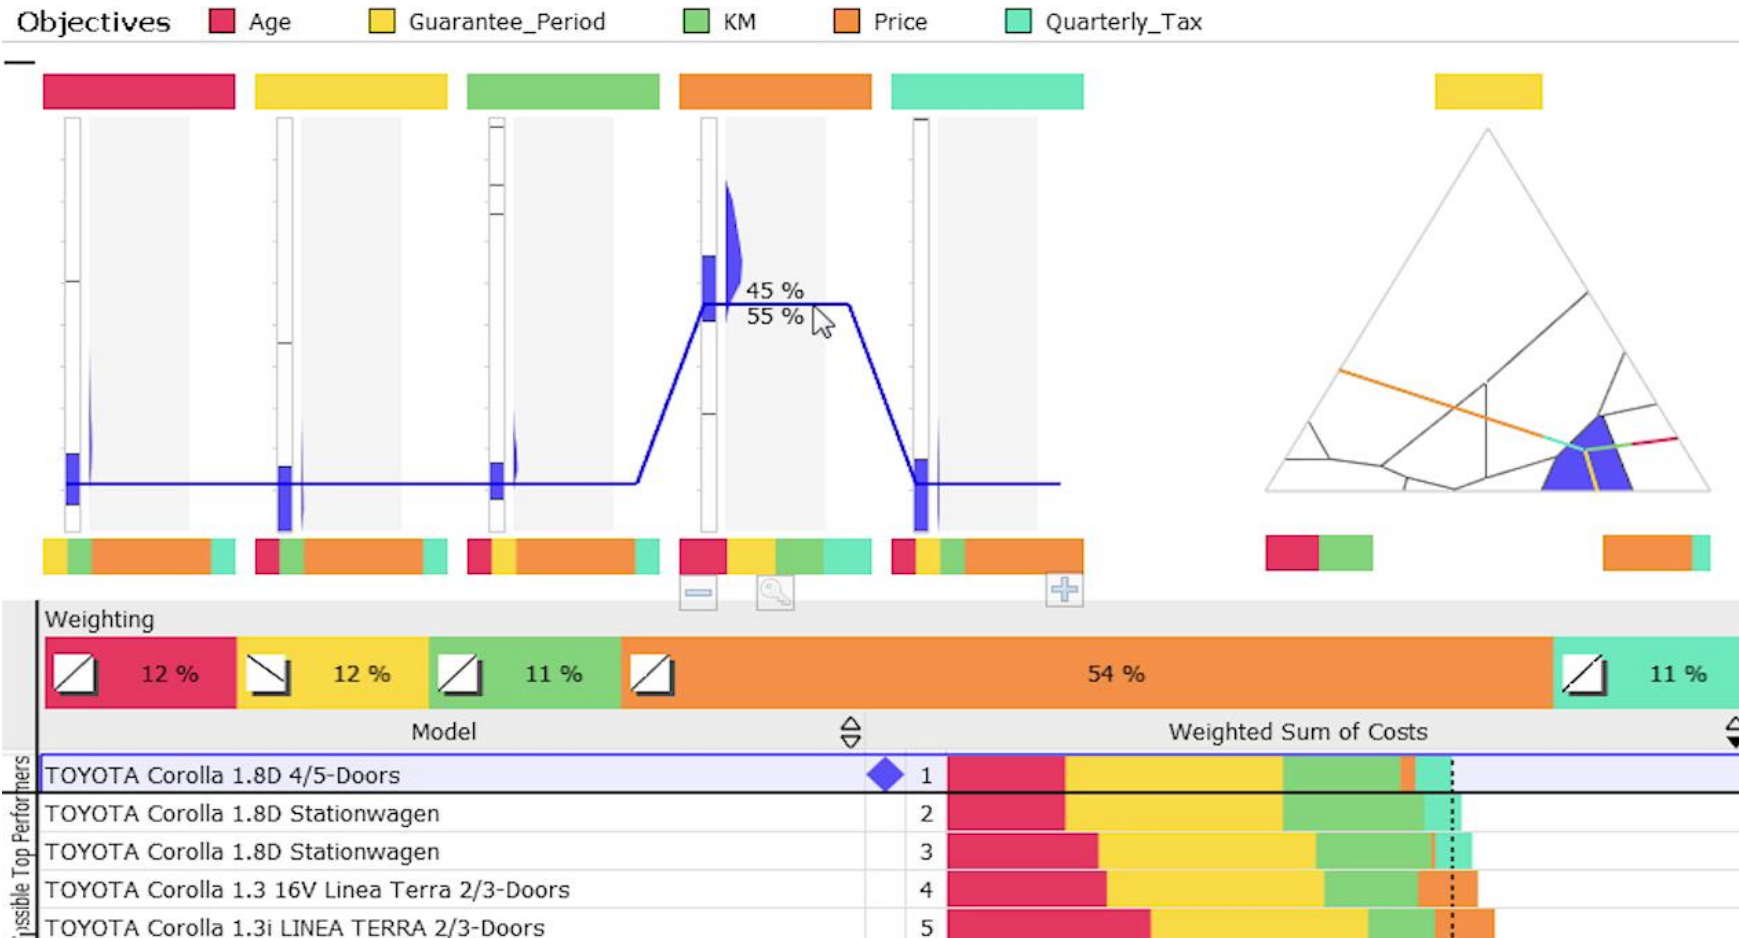 Objectives Age Guarantee_Period KM Price Quarterly_Tax
45 %
55 %
Weighting
12 % 12 % 11 % 54 % 11 %
Model Weighted Sum of Costs
Possible Top Performers
TOYOTA Corolla 1.8D 4/5-Doors 1
TOYOTA Corolla 1.8D Stationwagen 2
TOYOTA Corolla 1.8D Stationwagen 3
TOYOTA Corolla 1.3 16V Linea Terra 2/3-Doors 4
TOYOTA Corolla 1.3i LINEA TERRA 2/3-Doors 5